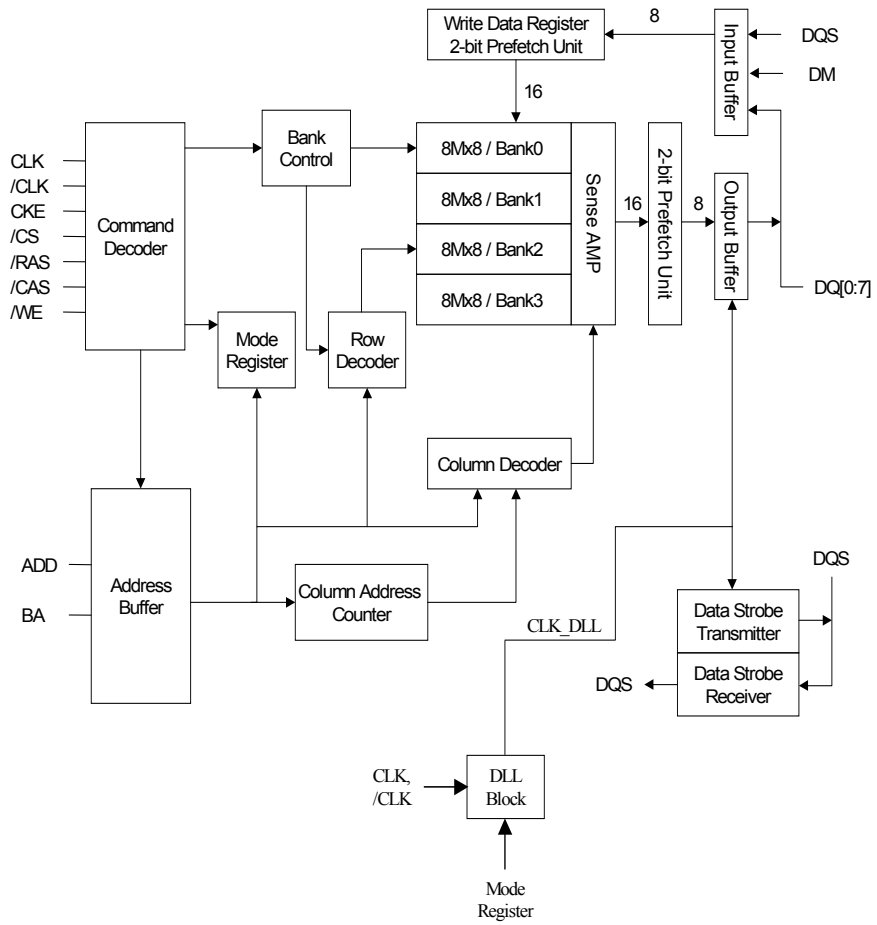 Write Data Register
2-bit Prefetch Unit
8
Input Buffer
DQS
DM
16
Bank
Control
8Mx8 / Bank0
8Mx8 / Bank1
8Mx8 / Bank2
8Mx8 / Bank3
Sense AMP
16
2-bit Prefetch Unit
8
Output Buffer
DQ[0:7]
CLK
/CLK
CKE
/CS
/RAS
/CAS
/WE
Command
Decoder
Mode
Register
Row
Decoder
Column Decoder
ADD
BA
Address
Buffer
Column Address
Counter
CLK_DLL
DQS
Data Strobe
Transmitter
Data Strobe
Receiver
DQS
CLK,
/CLK
DLL
Block
Mode
Register